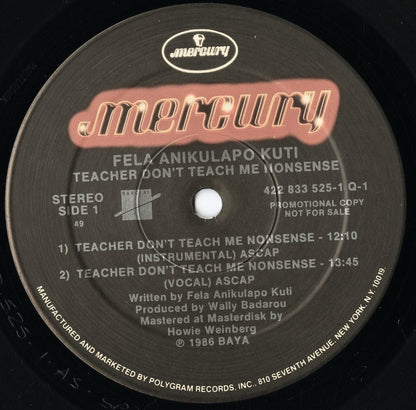 mercury
mercury
FELA ANIKULAPO KUTI
TEACHER DON'T TEACH ME NONSENSE
STEREO
SIDE 1
49
422 833 525-1 Q-1
PROMOTIONAL COPY
NOT FOR SALE
1) TEACHER DON'T TEACH ME NONSENSE - 12:10
(INSTRUMENTAL) ASCAP
2) TEACHER DON'T TEACH ME NONSENSE - 13:45
(VOCAL) ASCAP
Written by Fela Anikulapo Kuti
Produced by Wally Badarou
Mastered at Masterdisk by
Howie Weinberg
℗ 1986 BAYA
MANUFACTURED AND MARKETED BY POLYGRAM RECORDS, INC., 810 SEVENTH AVENUE, NEW YORK, N.Y. 10019.